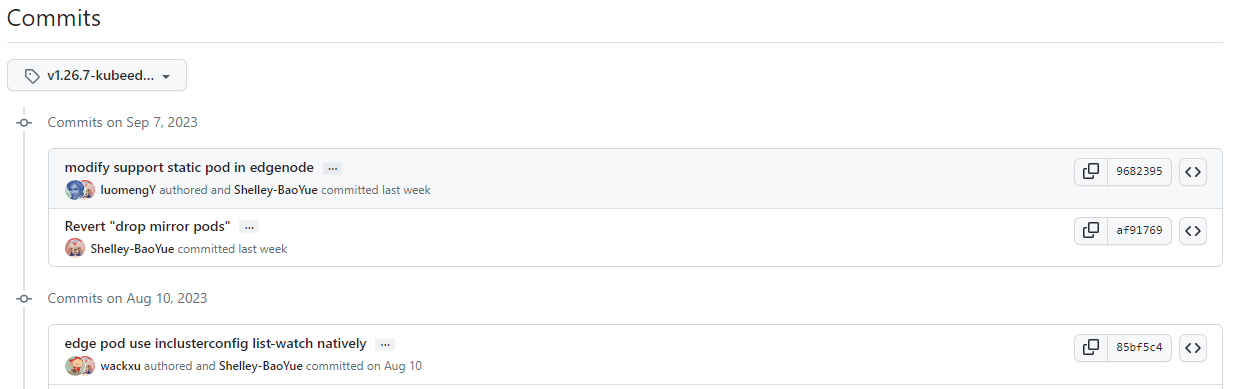 Commits
v1.26.7-kubeed...
Commits on Sep 7, 2023
modify support static pod in edgenode ...
luomengY authored and Shelley-BaoYue committed last week
9682395
Revert "drop mirror pods" ...
Shelley-BaoYue committed last week
af91769
Commits on Aug 10, 2023
edge pod use inclusterconfig list-watch natively ...
wackxu authored and Shelley-BaoYue committed on Aug 10
85bf5c4